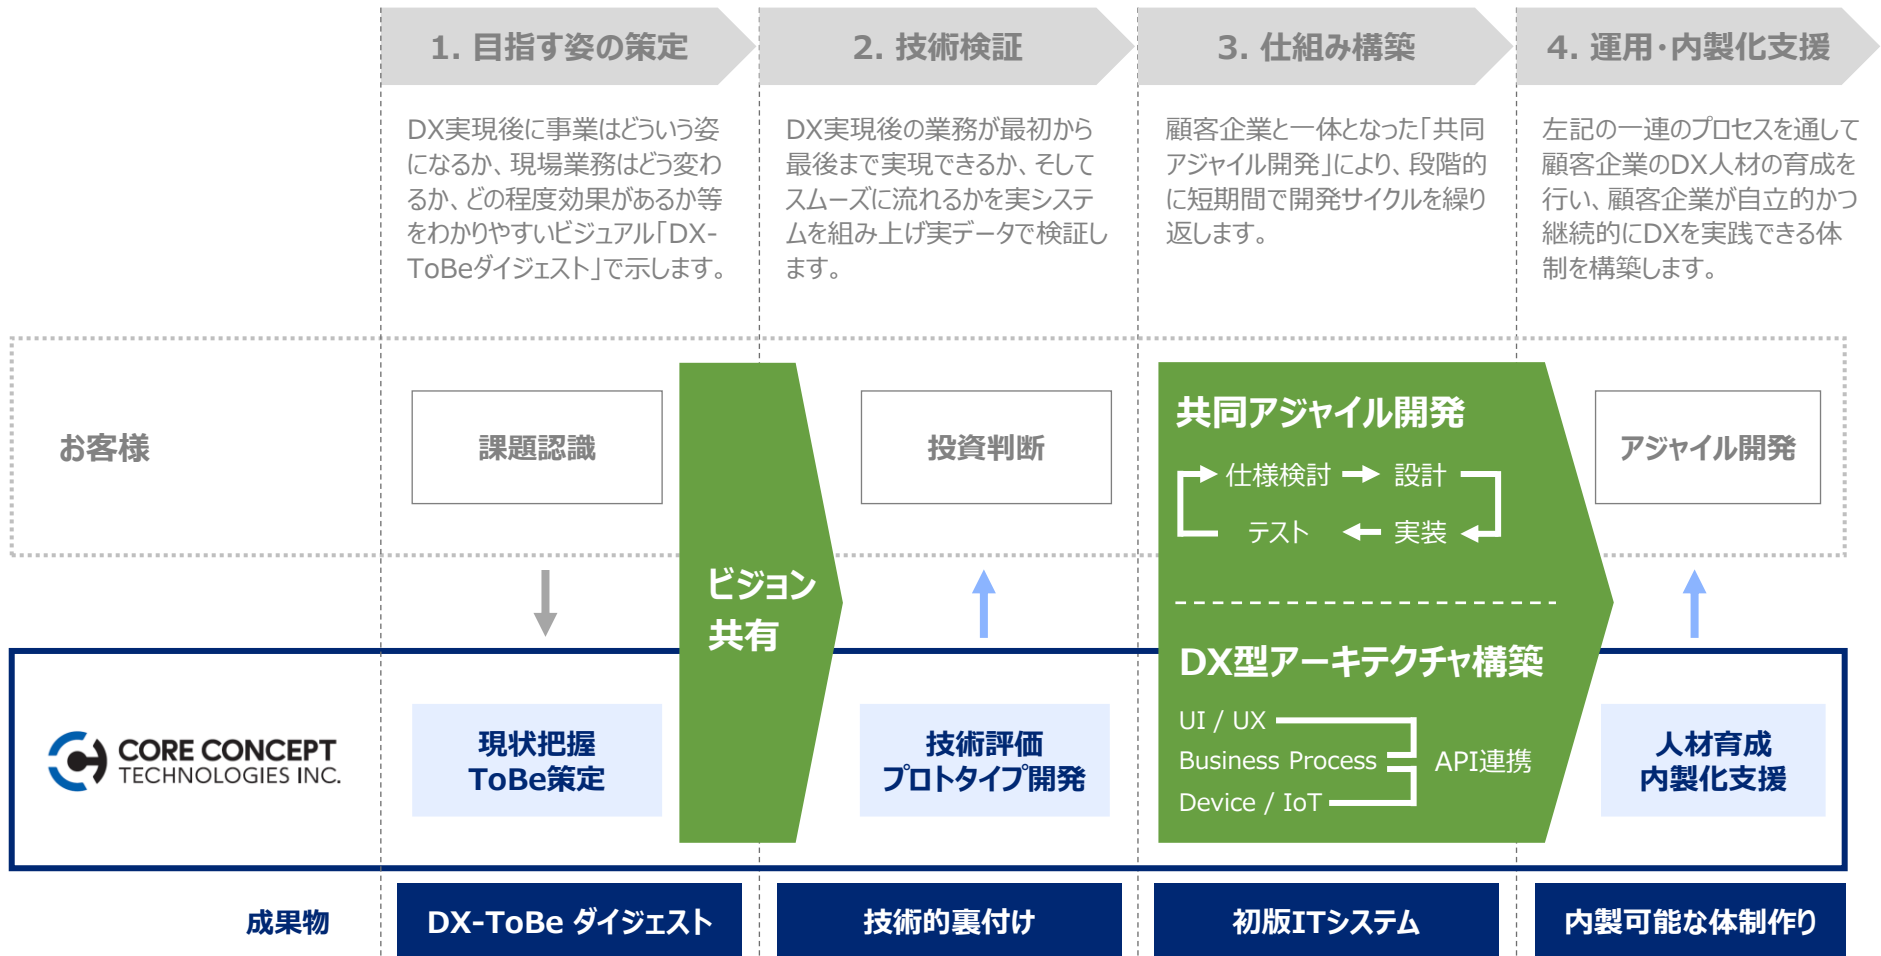 1. 目指す姿の策定
2. 技術検証
3. 仕組み構築
4. 運用・内製化支援
DX実現後に事業はどういう姿
になるか、現場業務はどう変わ
るか、どの程度効果があるか等
をわかりやすいビジュアル「DX-
ToBeダイジェスト」で示します。
DX実現後の業務が最初から
最後まで実現できるか、そして
スムーズに流れるかを実システ
ムを組み上げ実データで検証し
ます。
顧客企業と一体となった「共同
アジャイル開発」により、段階的
に短期間で開発サイクルを繰り
返します。
左記の一連のプロセスを通して
顧客企業のDX人材の育成を
行い、顧客企業が自立的かつ
継続的にDXを実践できる体
制を構築します。
お客様
課題認識
ビジョン
共有
投資判断
共同アジャイル開発
仕様検討
設計
テスト
実装
アジャイル開発
CORE CONCEPT
TECHNOLOGIES INC.
現状把握
ToBe策定
技術評価
プロトタイプ開発
DX型アーキテクチャ構築
UI / UX
Business Process
API連携
Device / IoT
人材育成
内製化支援
成果物
DX-ToBe ダイジェスト
技術的裏付け
初版ITシステム
内製可能な体制作り